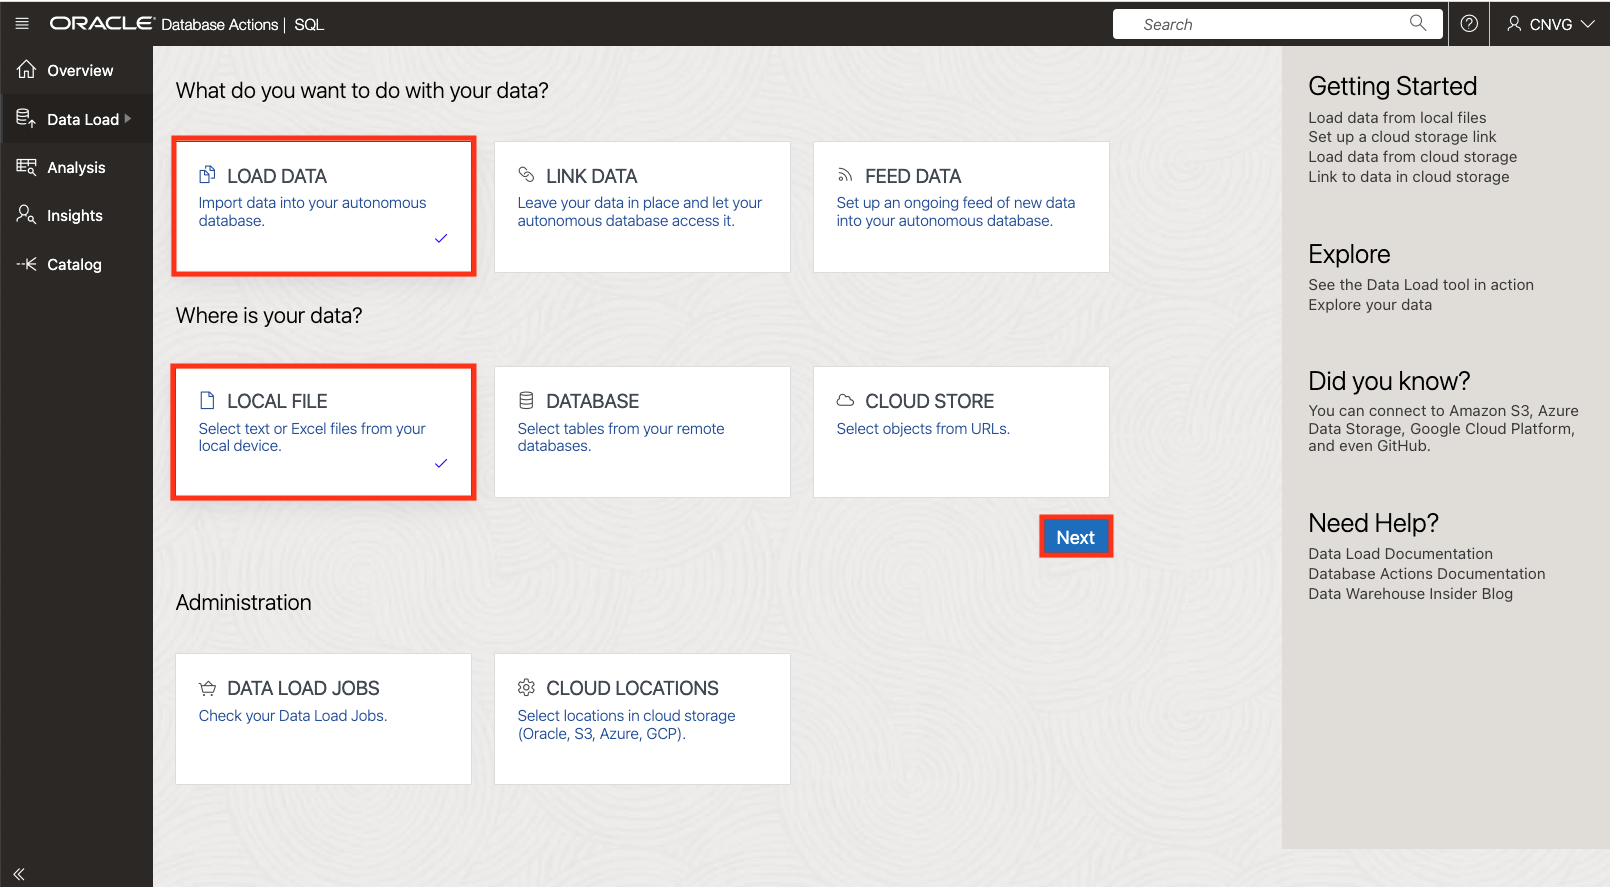 ORACLE Database Actions | SQL
Search
CNVG
Overview
Data Load
Analysis
Insights
Catalog
What do you want to do with your data?
LOAD DATA
Import data into your autonomous
database.
LINK DATA
Leave your data in place and let your
autonomous database access it.
FEED DATA
Set up an ongoing feed of new data
into your autonomous database.
Where is your data?
LOCAL FILE
Select text or Excel files from your
local device.
DATABASE
Select tables from your remote
databases.
CLOUD STORE
Select objects from URLs.
Next
Administration
DATA LOAD JOBS
Check your Data Load Jobs.
CLOUD LOCATIONS
Select locations in cloud storage
(Oracle, S3, Azure, GCP).
Getting Started
Load data from local files
Set up a cloud storage link
Load data from cloud storage
Link to data in cloud storage
Explore
See the Data Load tool in action
Explore your data
Did you know?
You can connect to Amazon S3, Azure
Data Storage, Google Cloud Platform,
and even GitHub.
Need Help?
Data Load Documentation
Database Actions Documentation
Data Warehouse Insider Blog